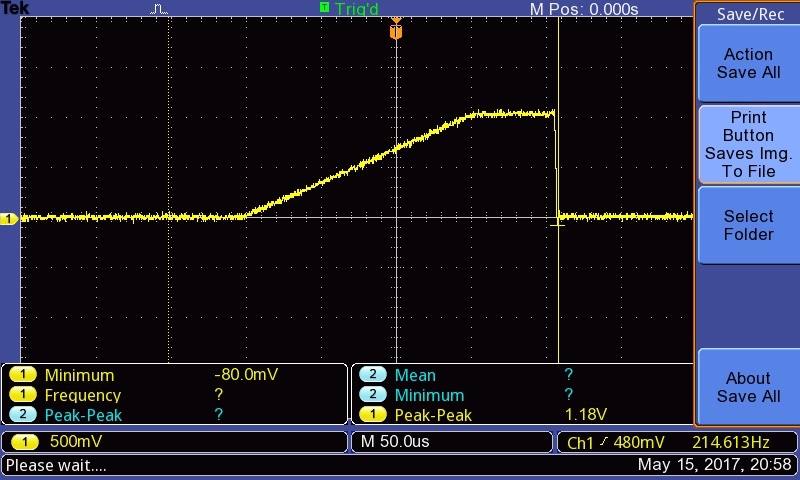 Tek
T Trig'd
M Pos: 0.000s
Save/Rec
T
Action
Save All
Print
Button
Saves Img.
To File
Select
Folder
About
Save All
1
1 Minimum -80.0mV
1 Frequency ?
2 Peak-Peak ?
2 Mean ?
2 Minimum ?
1 Peak-Peak 1.18V
1 500mV
M 50.0us
Ch1 480mV 214.613Hz
Please wait....
May 15, 2017, 20:58